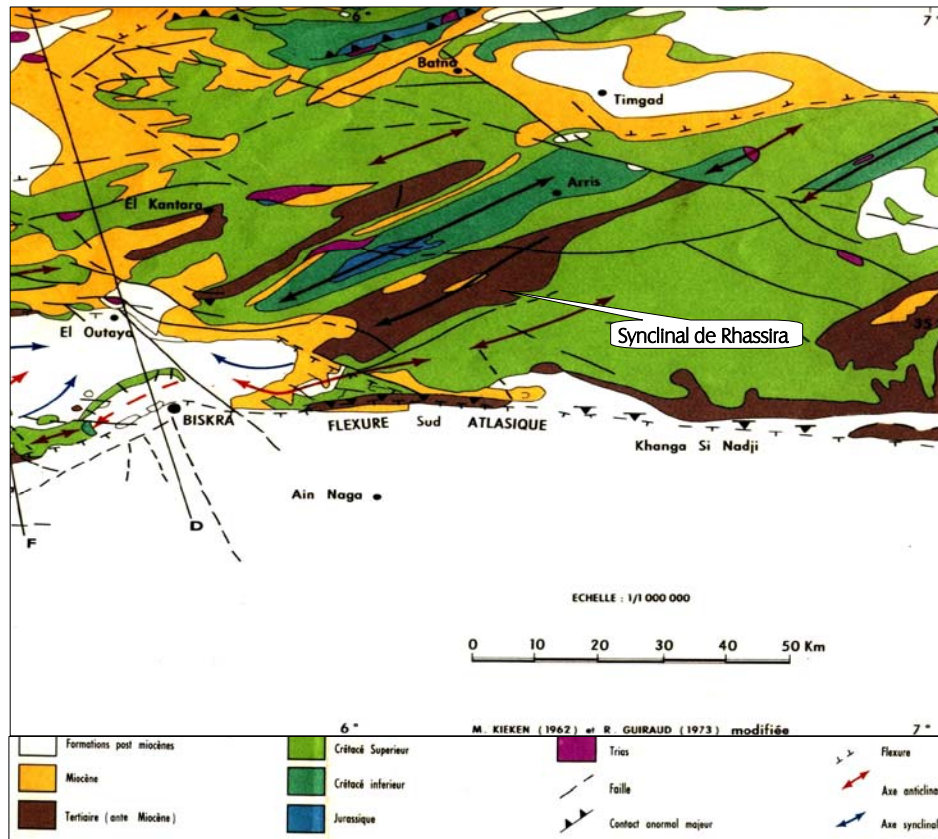 C
6°
7°
Batna
Timgad
Arris
El Kantara
35
El Outaya
Synclinal de Rhassira
BISKRA
FLEXURE Sud ATLASIQUE
Khanga Si Nadji
Ain Naga
D
F
ECHELLE : 1/1 000 000
0 10 20 30 40 50 Km
6°
M. KIEKEN (1962) et R. GUIRAUD (1973) modifiée
7°
Formations post miocènes
Crétacé Superieur
Trias
Flexure
Miocène
Crétacé inferieur
Faille
Axe anticlina
Tertiaire (ante Miocène)
Jurassique
Contact anormal majeur
Axe synclinal